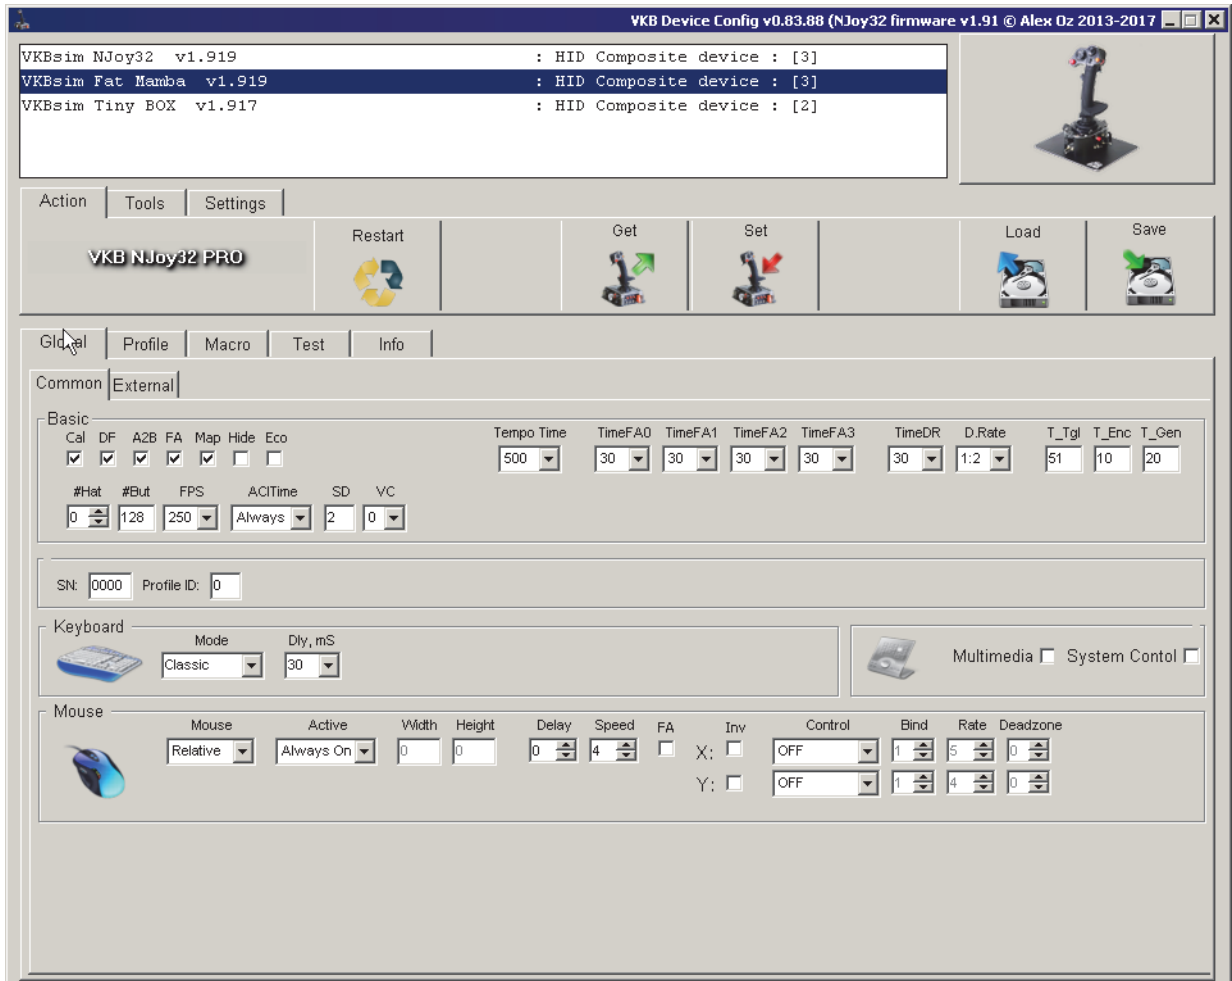 VKB Device Config v0.83.88 (NJoy32 firmware v1.91 © Alex Oz 2013-2017
VKBsim NJoy32 v1.919 : HID Composite device : [3]
VKBsim Fat Mamba v1.919 : HID Composite device : [3]
VKBsim Tiny BOX v1.917 : HID Composite device : [2]
Action Tools Settings
VKB NJoy32 PRO Restart Get Set Load Save
Global Profile Macro Test Info
Common External
Basic
Cal DF A2B FA Map Hide Eco Tempo Time TimeFA0 TimeFA1 TimeFA2 TimeFA3 TimeDR D.Rate T_Tgl T_Enc T_Gen
500 30 30 30 30 30 1:2 51 10 20
#Hat #But FPS AClTime SD VC
0 128 250 Always 2 0
SN: 0000 Profile ID: 0
Keyboard
Mode Dly, mS
Classic 30
Multimedia System Contol
Mouse
Mouse Active Width Height Delay Speed FA Inv Control Bind Rate Deadzone
Relative Always On 0 0 0 4 X: OFF 1 5 0
Y: OFF 1 4 0